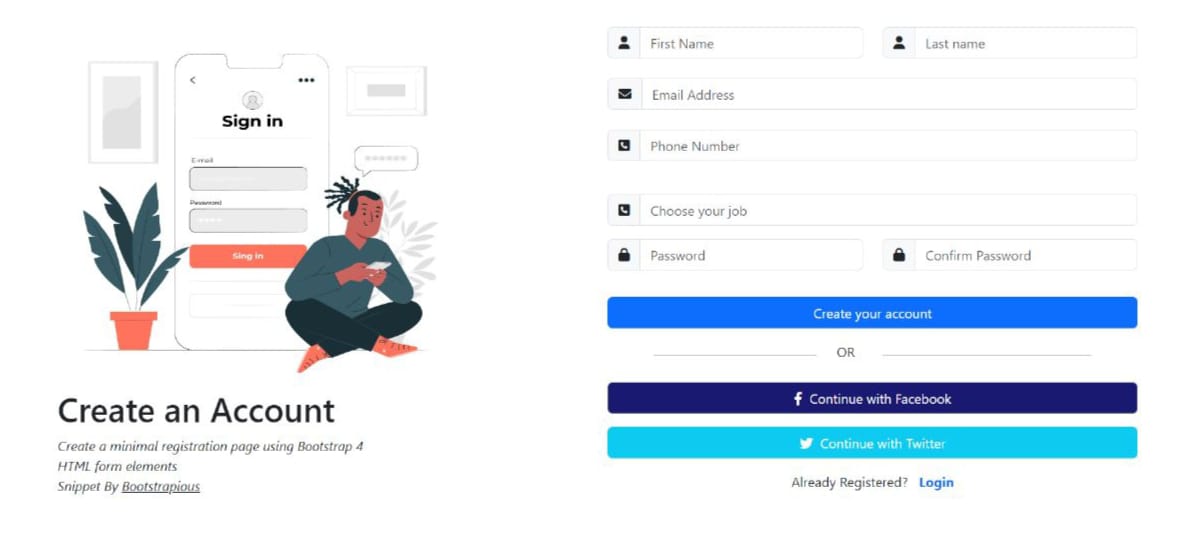 Sign in
E-mail
Password
Sing in
Create an Account
Create a minimal registration page using Bootstrap 4
HTML form elements
Snippet By Bootstrapious
First Name
Last name
Email Address
Phone Number
Choose your job
Password
Confirm Password
Create your account
OR
Continue with Facebook
Continue with Twitter
Already Registered? Login